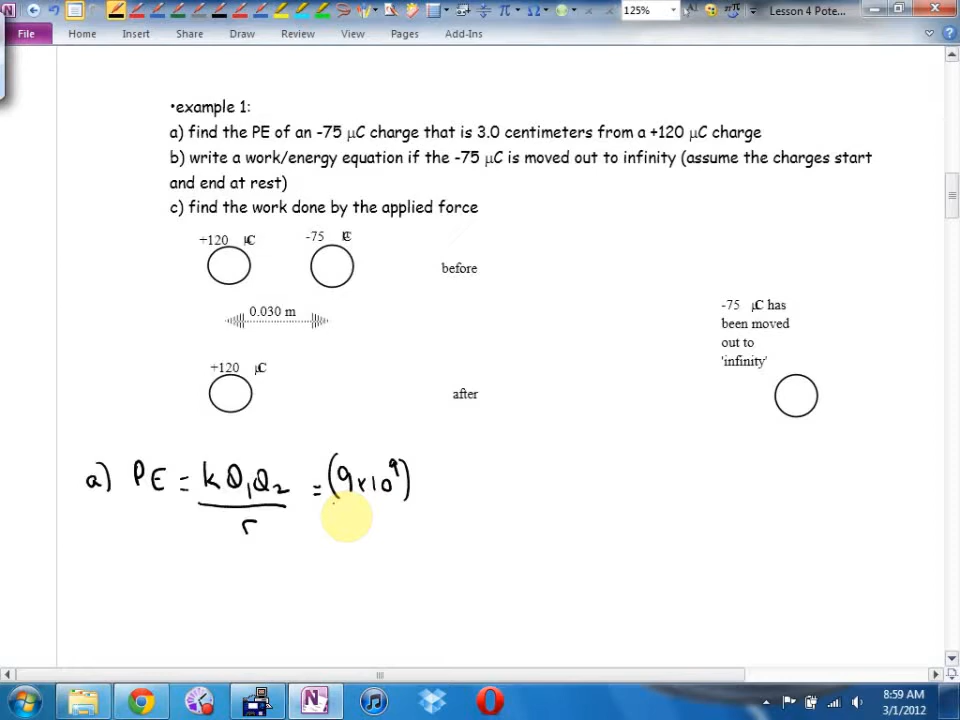 125%
Lesson 4 Pote...
File Home Insert Share Draw Review View Pages Add-Ins
•example 1:
a) find the PE of an -75 μC charge that is 3.0 centimeters from a +120 μC charge
b) write a work/energy equation if the -75 μC is moved out to infinity (assume the charges start
and end at rest)
c) find the work done by the applied force
+120 μC
-75 μC
before
0.030 m
-75 μC has
been moved
out to
'infinity'
+120 μC
after
a) PE = kQ₁Q₂ = (9x10⁹)
r
8:59 AM
3/1/2012